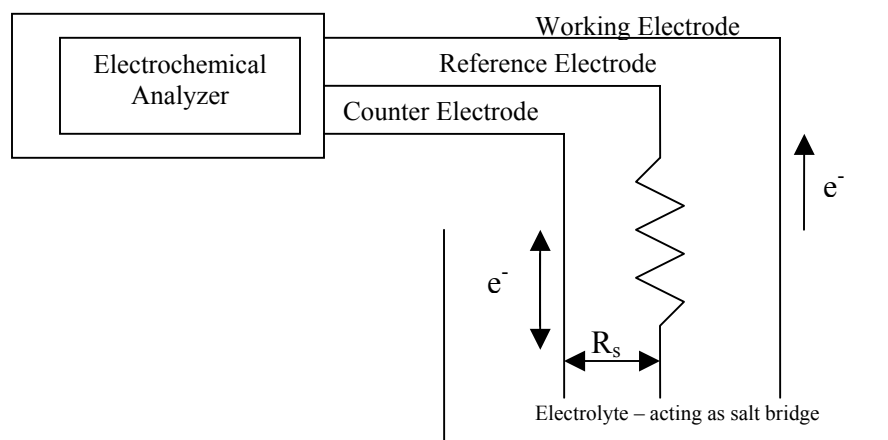 Working Electrode
Electrochemical
Analyzer
Reference Electrode
Counter Electrode
e-
e-
Rs
Electrolyte – acting as salt bridge